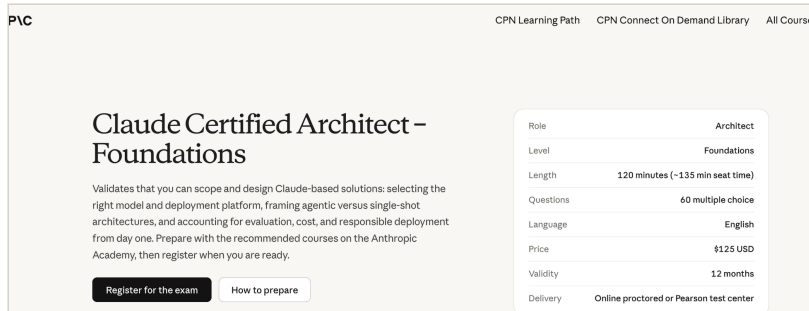 CPN Learning Path CPN Connect On Demand Library
Claude Certified Architect –
Foundations
Validates that you can scope and design Claude-based solutions: selecting the
right model and deployment platform, framing agentic versus single-shot
architectures, and accounting for evaluation, cost, and responsible deployment
from day one. Prepare with the recommended courses on the Anthropic
Academy, then register when you are ready.
Register for the exam How to prepare
Role Architect
Level Foundations
Length 120 minutes (~135 min seat time)
Questions 60 multiple choice
Language English
Price $125 USD
Validity 12 months
Delivery Online proctored or Pearson test center